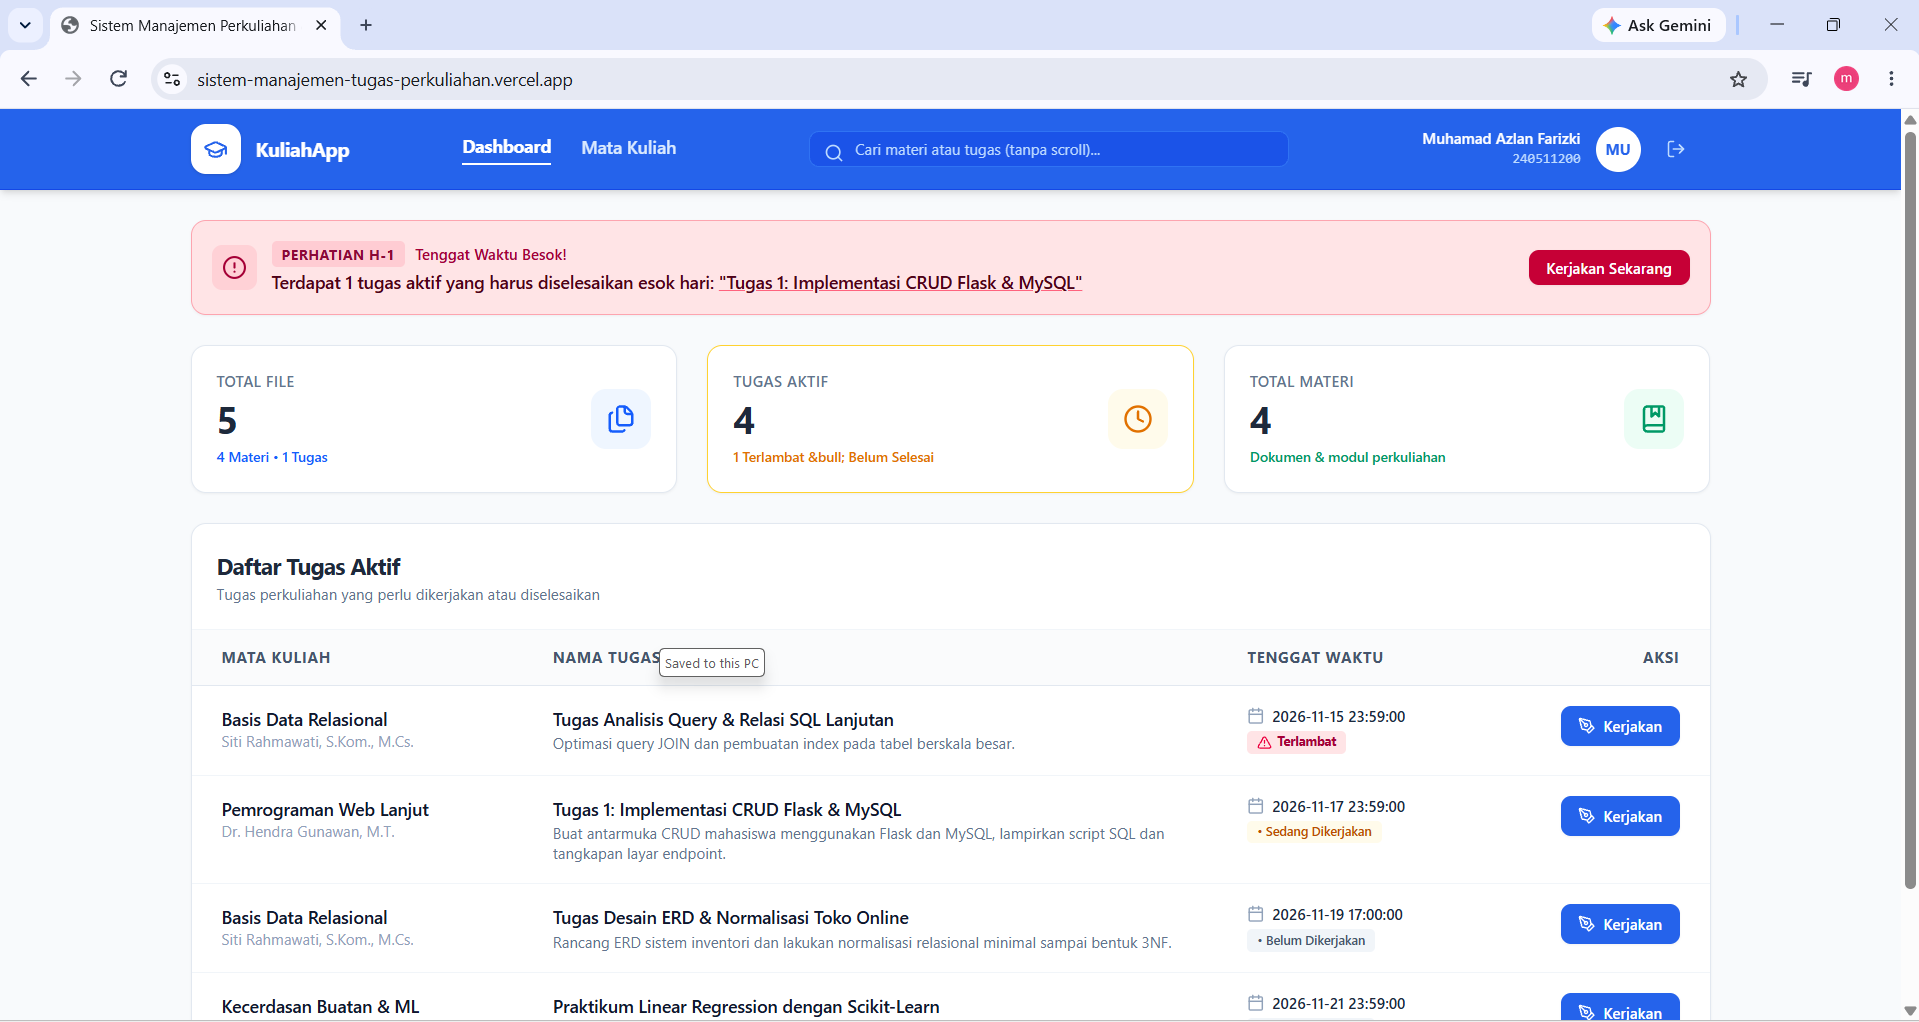 Sistem Manajemen Perkuliahan
Ask Gemini
sistem-manajemen-tugas-perkuliahan.vercel.app
m
KuliahApp
Dashboard
Mata Kuliah
Cari materi atau tugas (tanpa scroll)...
Muhamad Azlan Farizki
240511200
MU
PERHATIAN H-1 Tenggat Waktu Besok!
Terdapat 1 tugas aktif yang harus diselesaikan esok hari: "Tugas 1: Implementasi CRUD Flask & MySQL"
Kerjakan Sekarang
TOTAL FILE
5
4 Materi • 1 Tugas
TUGAS AKTIF
4
1 Terlambat &bull; Belum Selesai
TOTAL MATERI
4
Dokumen & modul perkuliahan
Daftar Tugas Aktif
Tugas perkuliahan yang perlu dikerjakan atau diselesaikan
MATA KULIAH
NAMA TUGAS
Saved to this PC
TENGGAT WAKTU
AKSI
Basis Data Relasional
Siti Rahmawati, S.Kom., M.Cs.
Tugas Analisis Query & Relasi SQL Lanjutan
Optimasi query JOIN dan pembuatan index pada tabel berskala besar.
2026-11-15 23:59:00
Terlambat
Kerjakan
Pemrograman Web Lanjut
Dr. Hendra Gunawan, M.T.
Tugas 1: Implementasi CRUD Flask & MySQL
Buat antarmuka CRUD mahasiswa menggunakan Flask dan MySQL, lampirkan script SQL dan
tangkapan layar endpoint.
2026-11-17 23:59:00
• Sedang Dikerjakan
Kerjakan
Basis Data Relasional
Siti Rahmawati, S.Kom., M.Cs.
Tugas Desain ERD & Normalisasi Toko Online
Rancang ERD sistem inventori dan lakukan normalisasi relasional minimal sampai bentuk 3NF.
2026-11-19 17:00:00
• Belum Dikerjakan
Kerjakan
Kecerdasan Buatan & ML
Praktikum Linear Regression dengan Scikit-Learn
2026-11-21 23:59:00
Kerjakan